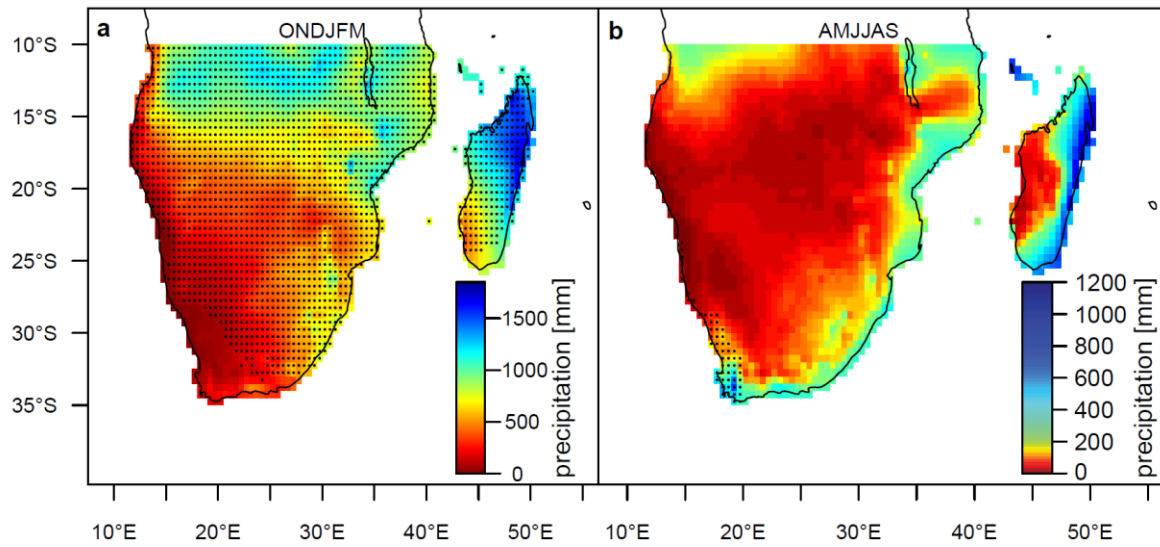 a ONDJFM
b AMJJAS
10°S
15°S
20°S
25°S
30°S
35°S
1500
1000
500
0
precipitation [mm]
1200
1000
800
600
400
200
0
precipitation [mm]
10°E 20°E 30°E 40°E 50°E
10°E 20°E 30°E 40°E 50°E